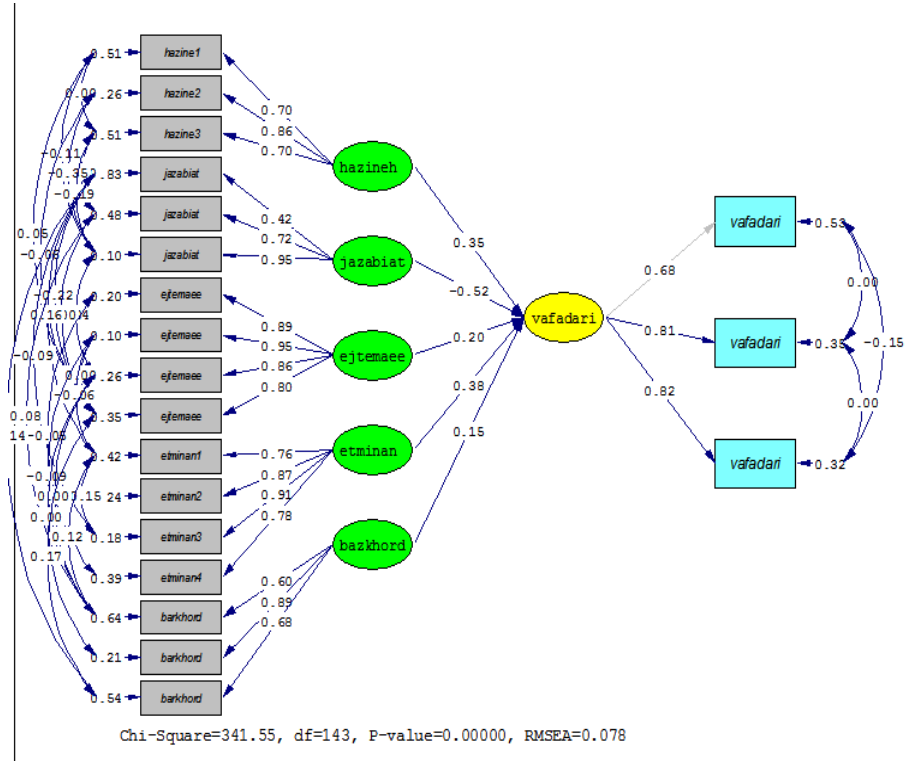 0.51 hazine1
0.26 hazine2
0.51 hazine3
0.83 jazabiat
0.48 jazabiat
0.10 jazabiat
0.20 ejtemaee
0.10 ejtemaee
0.26 ejtemaee
0.35 ejtemaee
0.42 etminan1
24 etminan2
0.18 etminan3
0.39 etminan4
0.64 barkhord
0.21 barkhord
0.54 barkhord
-0.11
0.05
-0.22
-0.09
-0.06
0.08
0.00
0.12
0.17
0.70
0.86
0.70
0.42
0.72
0.95
0.89
0.95
0.86
0.80
0.76
0.87
0.91
0.78
0.60
0.89
0.68
hazineh
jazabiat
ejtemaee
etminan
bazkhord
0.35
-0.52
0.20
0.38
0.15
vafadari
0.68
0.81
0.82
vafadari 0.53
vafadari 0.35
vafadari 0.32
0.00
-0.15
0.00
Chi-Square=341.55, df=143, P-value=0.00000, RMSEA=0.078